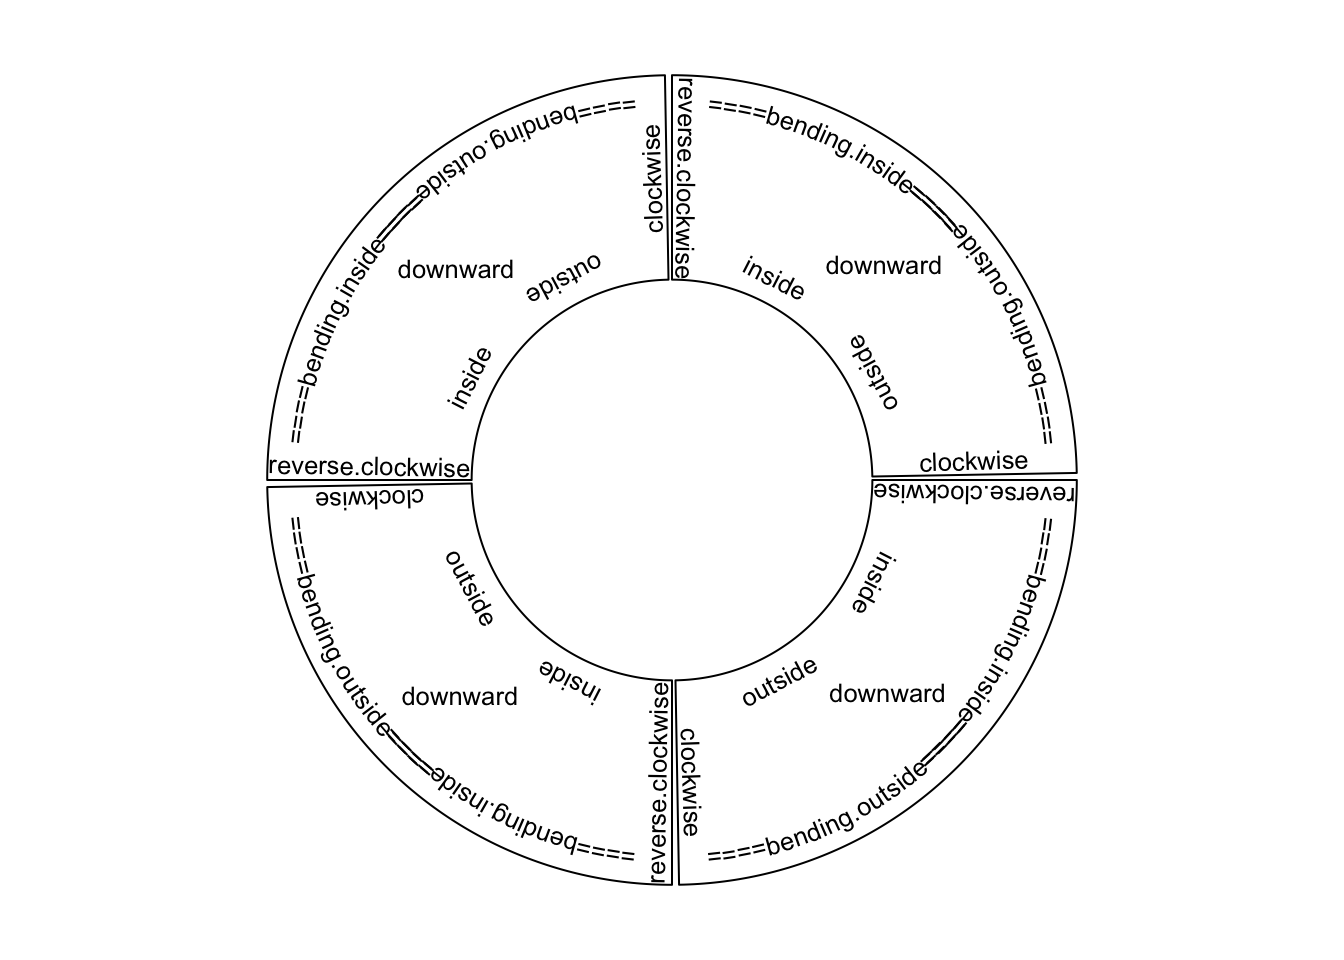 ====bending.outside====
====bending.inside====
clockwise
downward
outside
inside
reverse.clockwise
reverse.clockwise
====bending.inside====
====bending.outside====
downward
inside
outside
clockwise
clockwise
outside
====bending.outside====
downward
inside
====bending.inside====
reverse.clockwise
reverse.clockwise
inside
====bending.inside====
outside
downward
clockwise
====bending.outside====